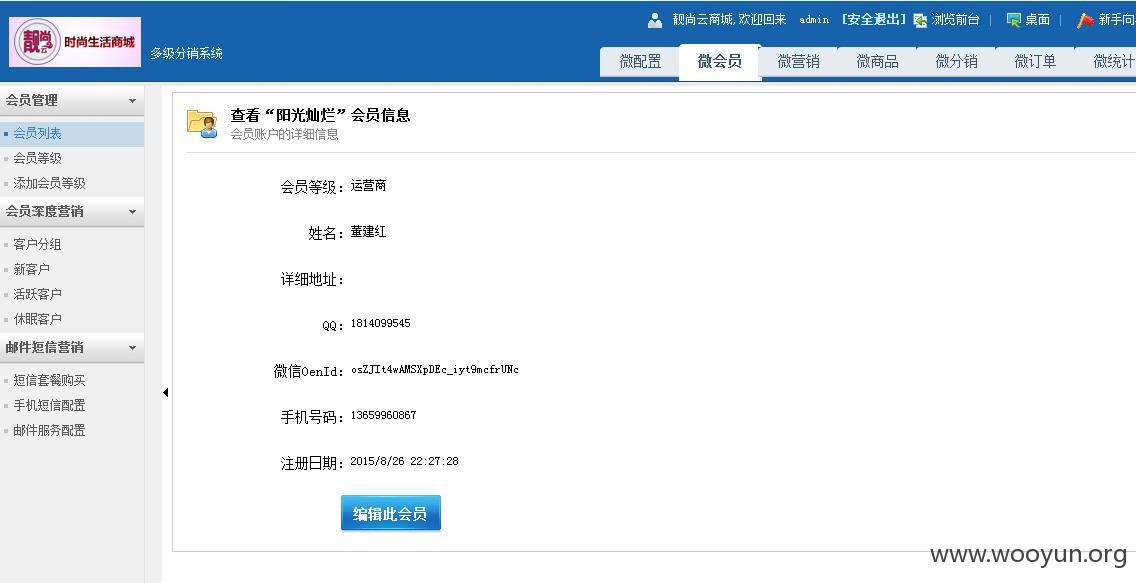 靓尚云 时尚生活商城
多级分销系统
靓尚云商城,欢迎回来 admin [安全退出] 浏览前台 | 桌面 | 新手向
微配置 微会员 微营销 微商品 微分销 微订单 微统计
会员管理
会员列表
会员等级
添加会员等级
会员深度营销
客户分组
新客户
活跃客户
休眠客户
邮件短信营销
短信套餐购买
手机短信配置
邮件服务配置
查看“阳光灿烂”会员信息
会员账户的详细信息
会员等级：运营商
姓名：董建红
详细地址：
QQ：1814099545
微信OenId：osZJIt4wAMSXpDEc_iyt9mcfrUNc
手机号码：13659960867
注册日期：2015/8/26 22:27:28
编辑此会员
www.wooyun.org